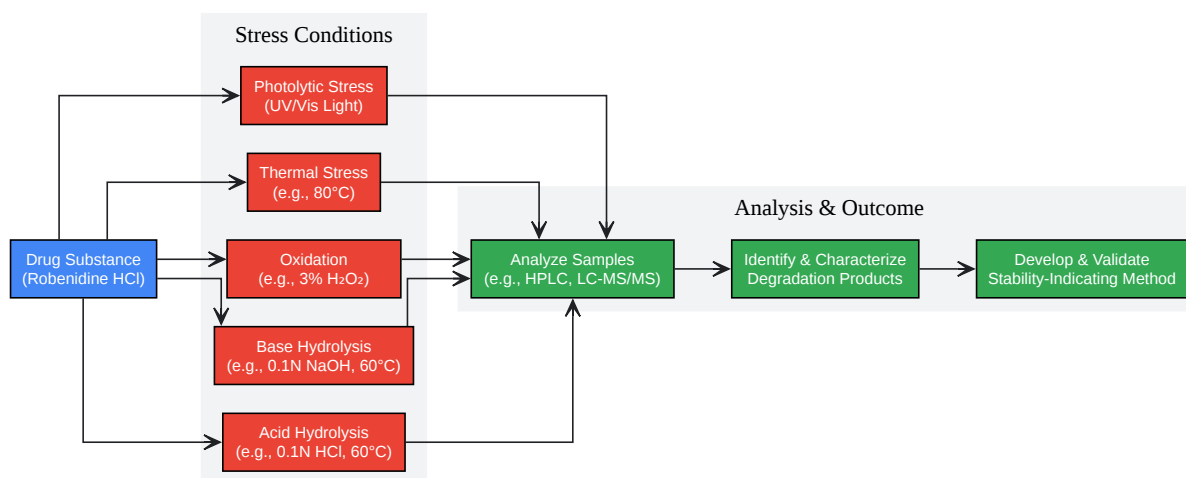 Stress Conditions
Photolytic Stress
(UV/Vis Light)
Thermal Stress
(e.g., 80°C)
Analysis & Outcome
Drug Substance
(Robenidine HCl)
Oxidation
(e.g., 3% H₂O₂)
Analyze Samples
(e.g., HPLC, LC-MS/MS)
Identify & Characterize
Degradation Products
Develop & Validate
Stability-Indicating Method
Base Hydrolysis
(e.g., 0.1N NaOH, 60°C)
Acid Hydrolysis
(e.g., 0.1N HCl, 60°C)